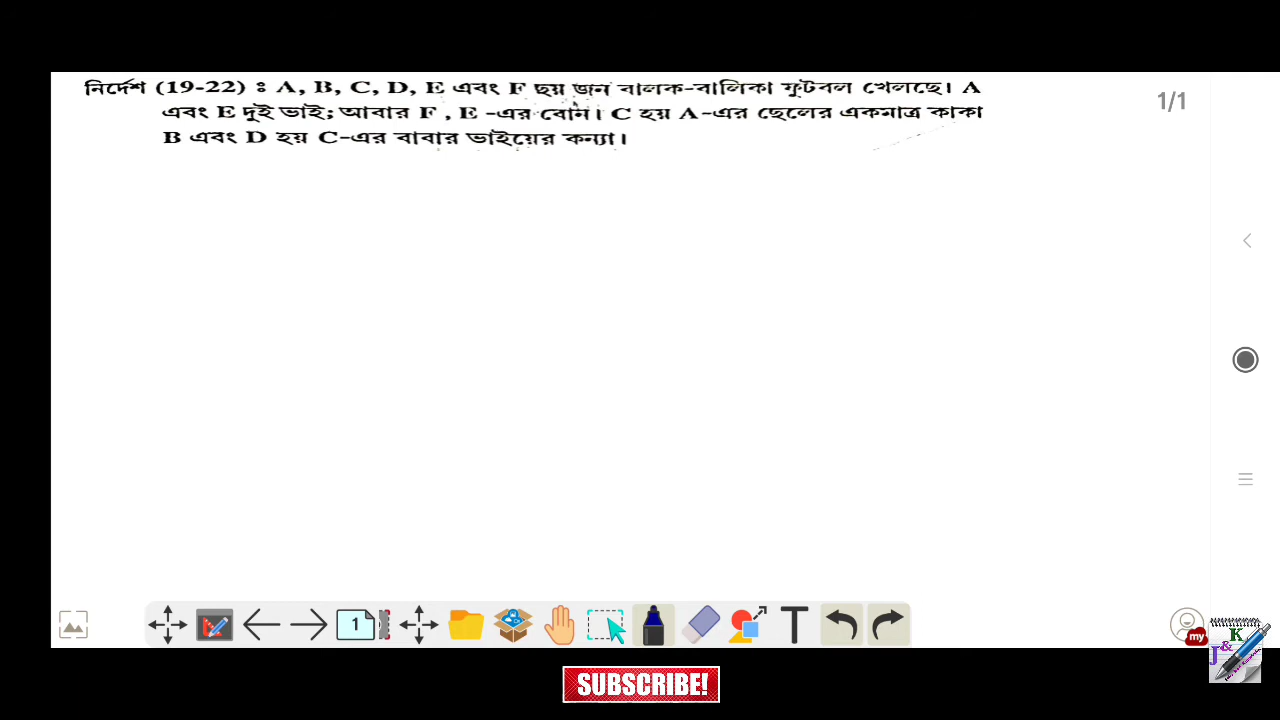 নির্দেশ (19-22) ঃ A, B, C, D, E এবং F ছয় জন বালক-বালিকা ফুটবল খেলছে। A
এবং E দুই ভাই; আবার F , E -এর বোন। C হয় A-এর ছেলের একমাত্র কাকা
B এবং D হয় C-এর বাবার ভাইয়ের কন্যা।
1/1
1
T
my
J&K
SUBSCRIBE!